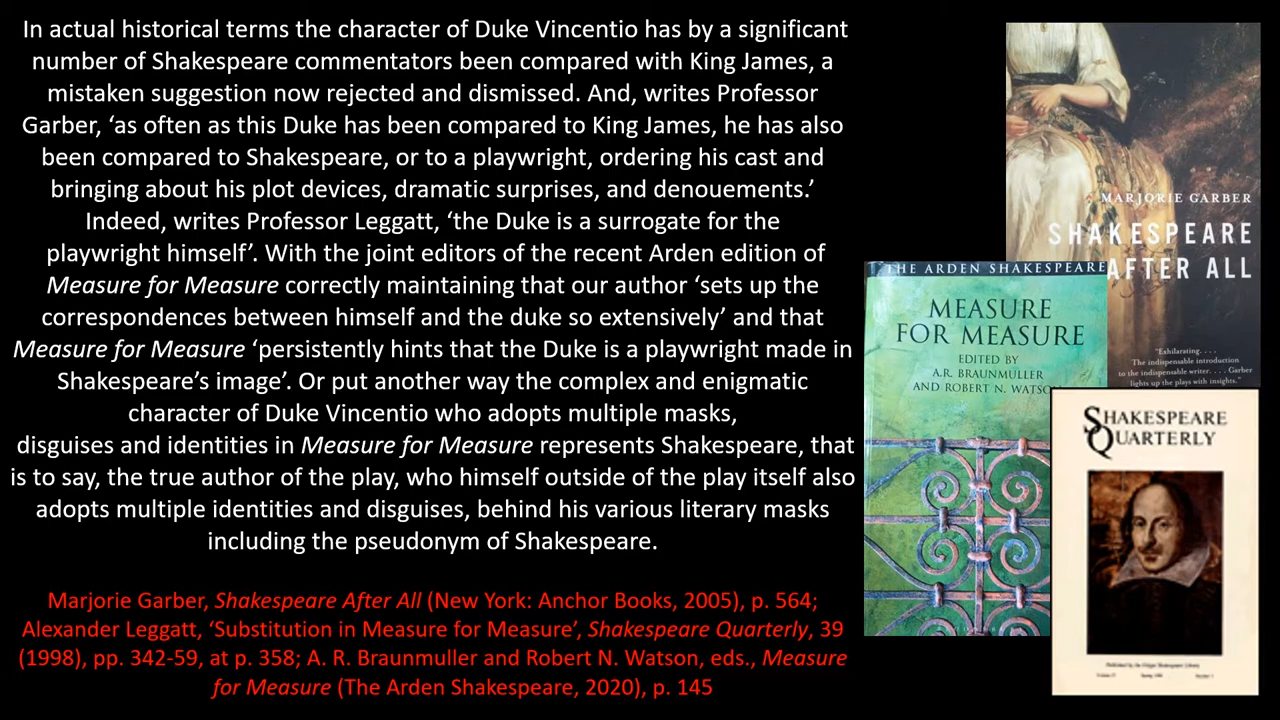 In actual historical terms the character of Duke Vincentio has by a significant
number of Shakespeare commentators been compared with King James, a
mistaken suggestion now rejected and dismissed. And, writes Professor
Garber, ‘as often as this Duke has been compared to King James, he has also
been compared to Shakespeare, or to a playwright, ordering his cast and
bringing about his plot devices, dramatic surprises, and denouements.’
Indeed, writes Professor Leggatt, ‘the Duke is a surrogate for the
playwright himself’. With the joint editors of the recent Arden edition of
Measure for Measure correctly maintaining that our author ‘sets up the
correspondences between himself and the duke so extensively’ and that
Measure for Measure ‘persistently hints that the Duke is a playwright made in
Shakespeare’s image’. Or put another way the complex and enigmatic
character of Duke Vincentio who adopts multiple masks,
disguises and identities in Measure for Measure represents Shakespeare, that
is to say, the true author of the play, who himself outside of the play itself also
adopts multiple identities and disguises, behind his various literary masks
including the pseudonym of Shakespeare.
Marjorie Garber, Shakespeare After All (New York: Anchor Books, 2005), p. 564;
Alexander Leggatt, ‘Substitution in Measure for Measure’, Shakespeare Quarterly, 39
(1998), pp. 342-59, at p. 358; A. R. Braunmuller and Robert N. Watson, eds., Measure
for Measure (The Arden Shakespeare, 2020), p. 145
MARJORIE GARBER
SHAKESPEARE
AFTER ALL
“Exhilarating. . . .
The indispensable introduction
to the indispensable writer. . . . Garber
lights up the plays with insights.”
THE ARDEN SHAKESPEARE
MEASURE
FOR MEASURE
EDITED BY
A.R. BRAUNMULLER
AND ROBERT N. WATSO
SHAKESPEARE
QUARTERLY
Published by the Folger Shakespeare Library